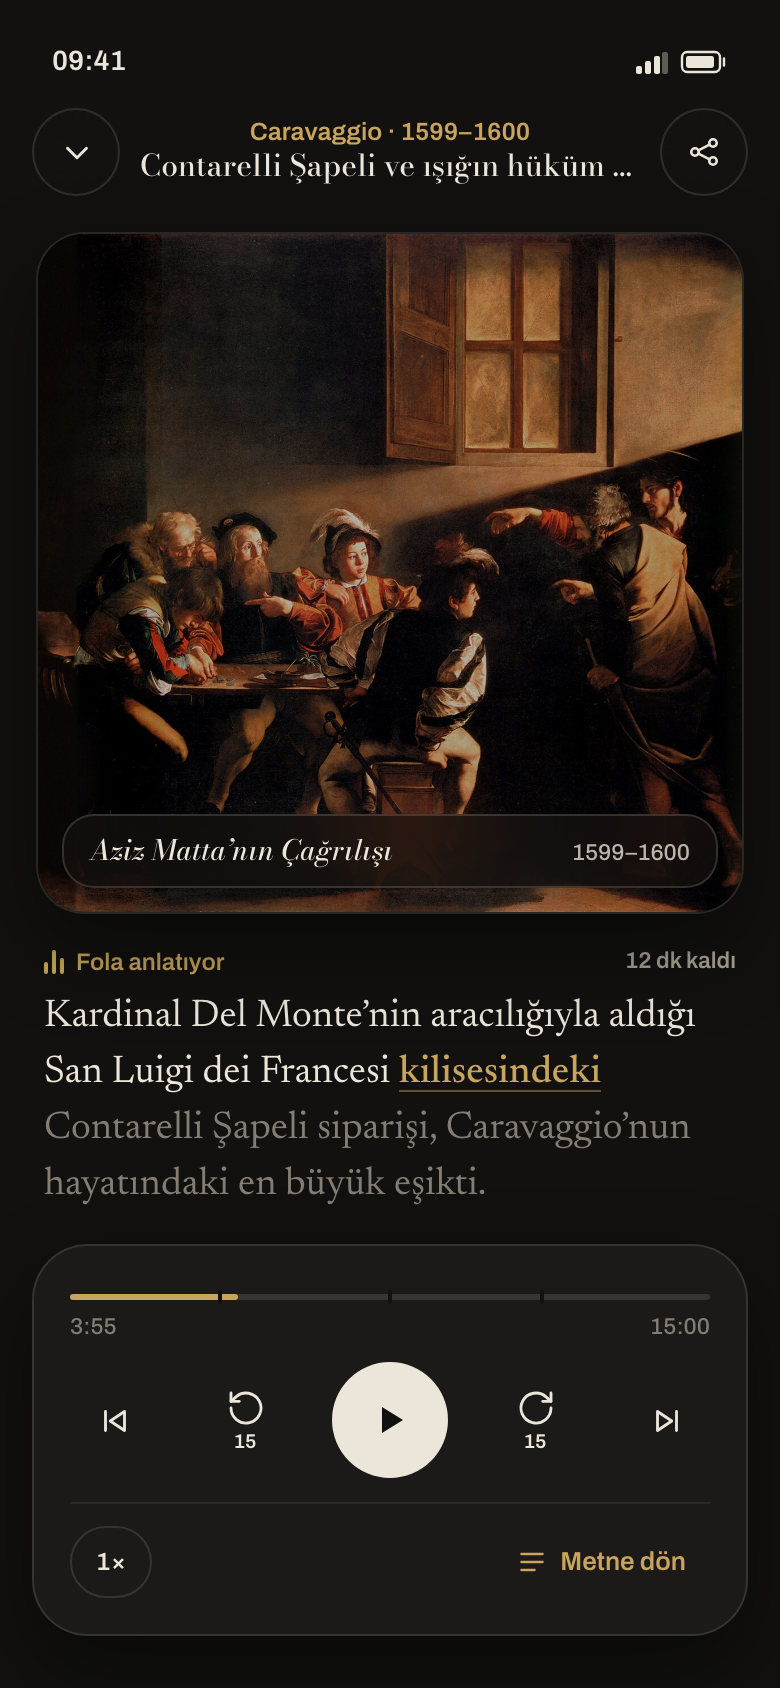 09:41
Caravaggio · 1599–1600
Contarelli Şapeli ve ışığın hüküm ...
Aziz Matta’nın Çağrılışı
1599–1600
Fola anlatıyor
12 dk kaldı
Kardinal Del Monte’nin aracılığıyla aldığı
San Luigi dei Francesi kilisesindeki
Contarelli Şapeli siparişi, Caravaggio’nun
hayatındaki en büyük eşikti.
3:55
15:00
15
15
1×
Metne dön